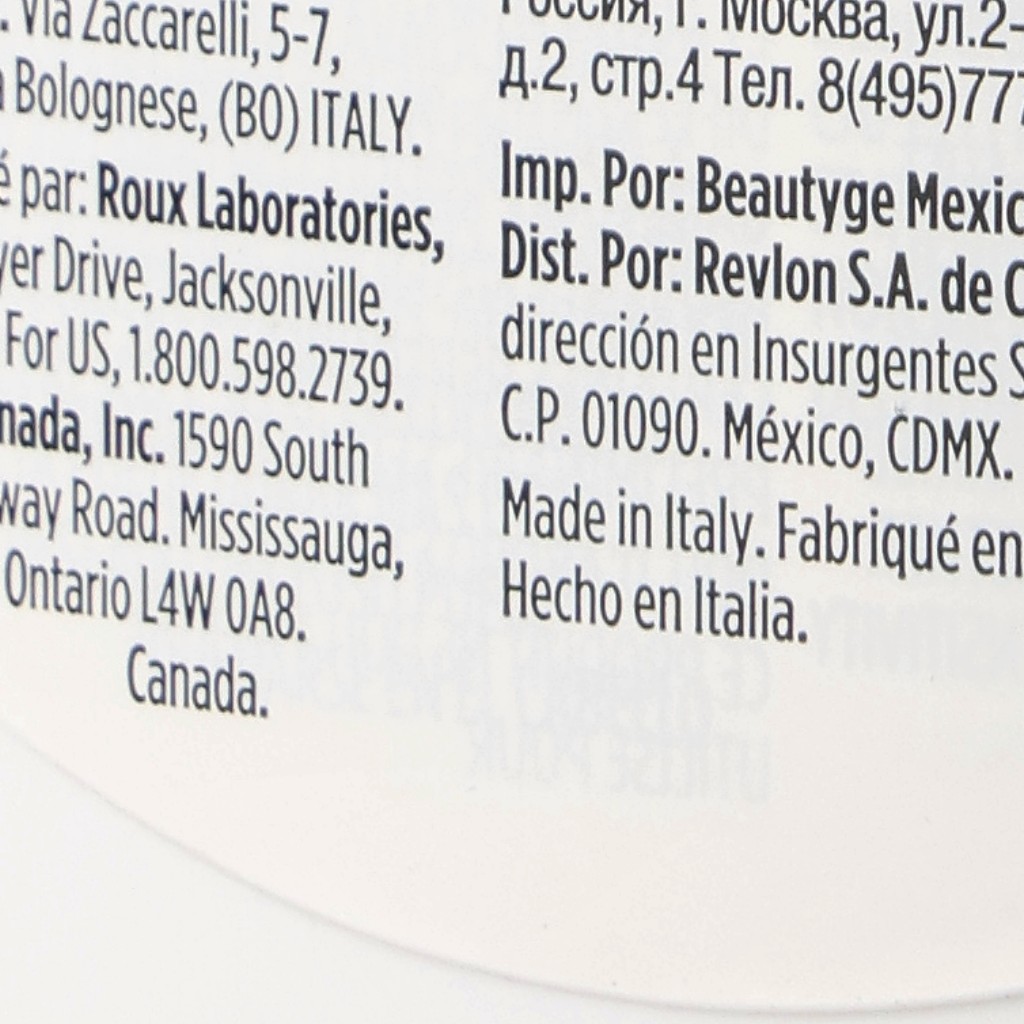 . Via Zaccarelli, 5-7,
Bolognese, (BO) ITALY.
é par: Roux Laboratories,
yer Drive, Jacksonville,
For US, 1.800.598.2739.
nada, Inc. 1590 South
way Road. Mississauga,
Ontario L4W 0A8.
Canada.
Россия, г. Москва, ул.2-
д.2, стр.4 Тел. 8(495)777
Imp. Por: Beautyge Mexic
Dist. Por: Revlon S.A. de C
dirección en Insurgentes S
C.P. 01090. México, CDMX.
Made in Italy. Fabriqué en
Hecho en Italia.